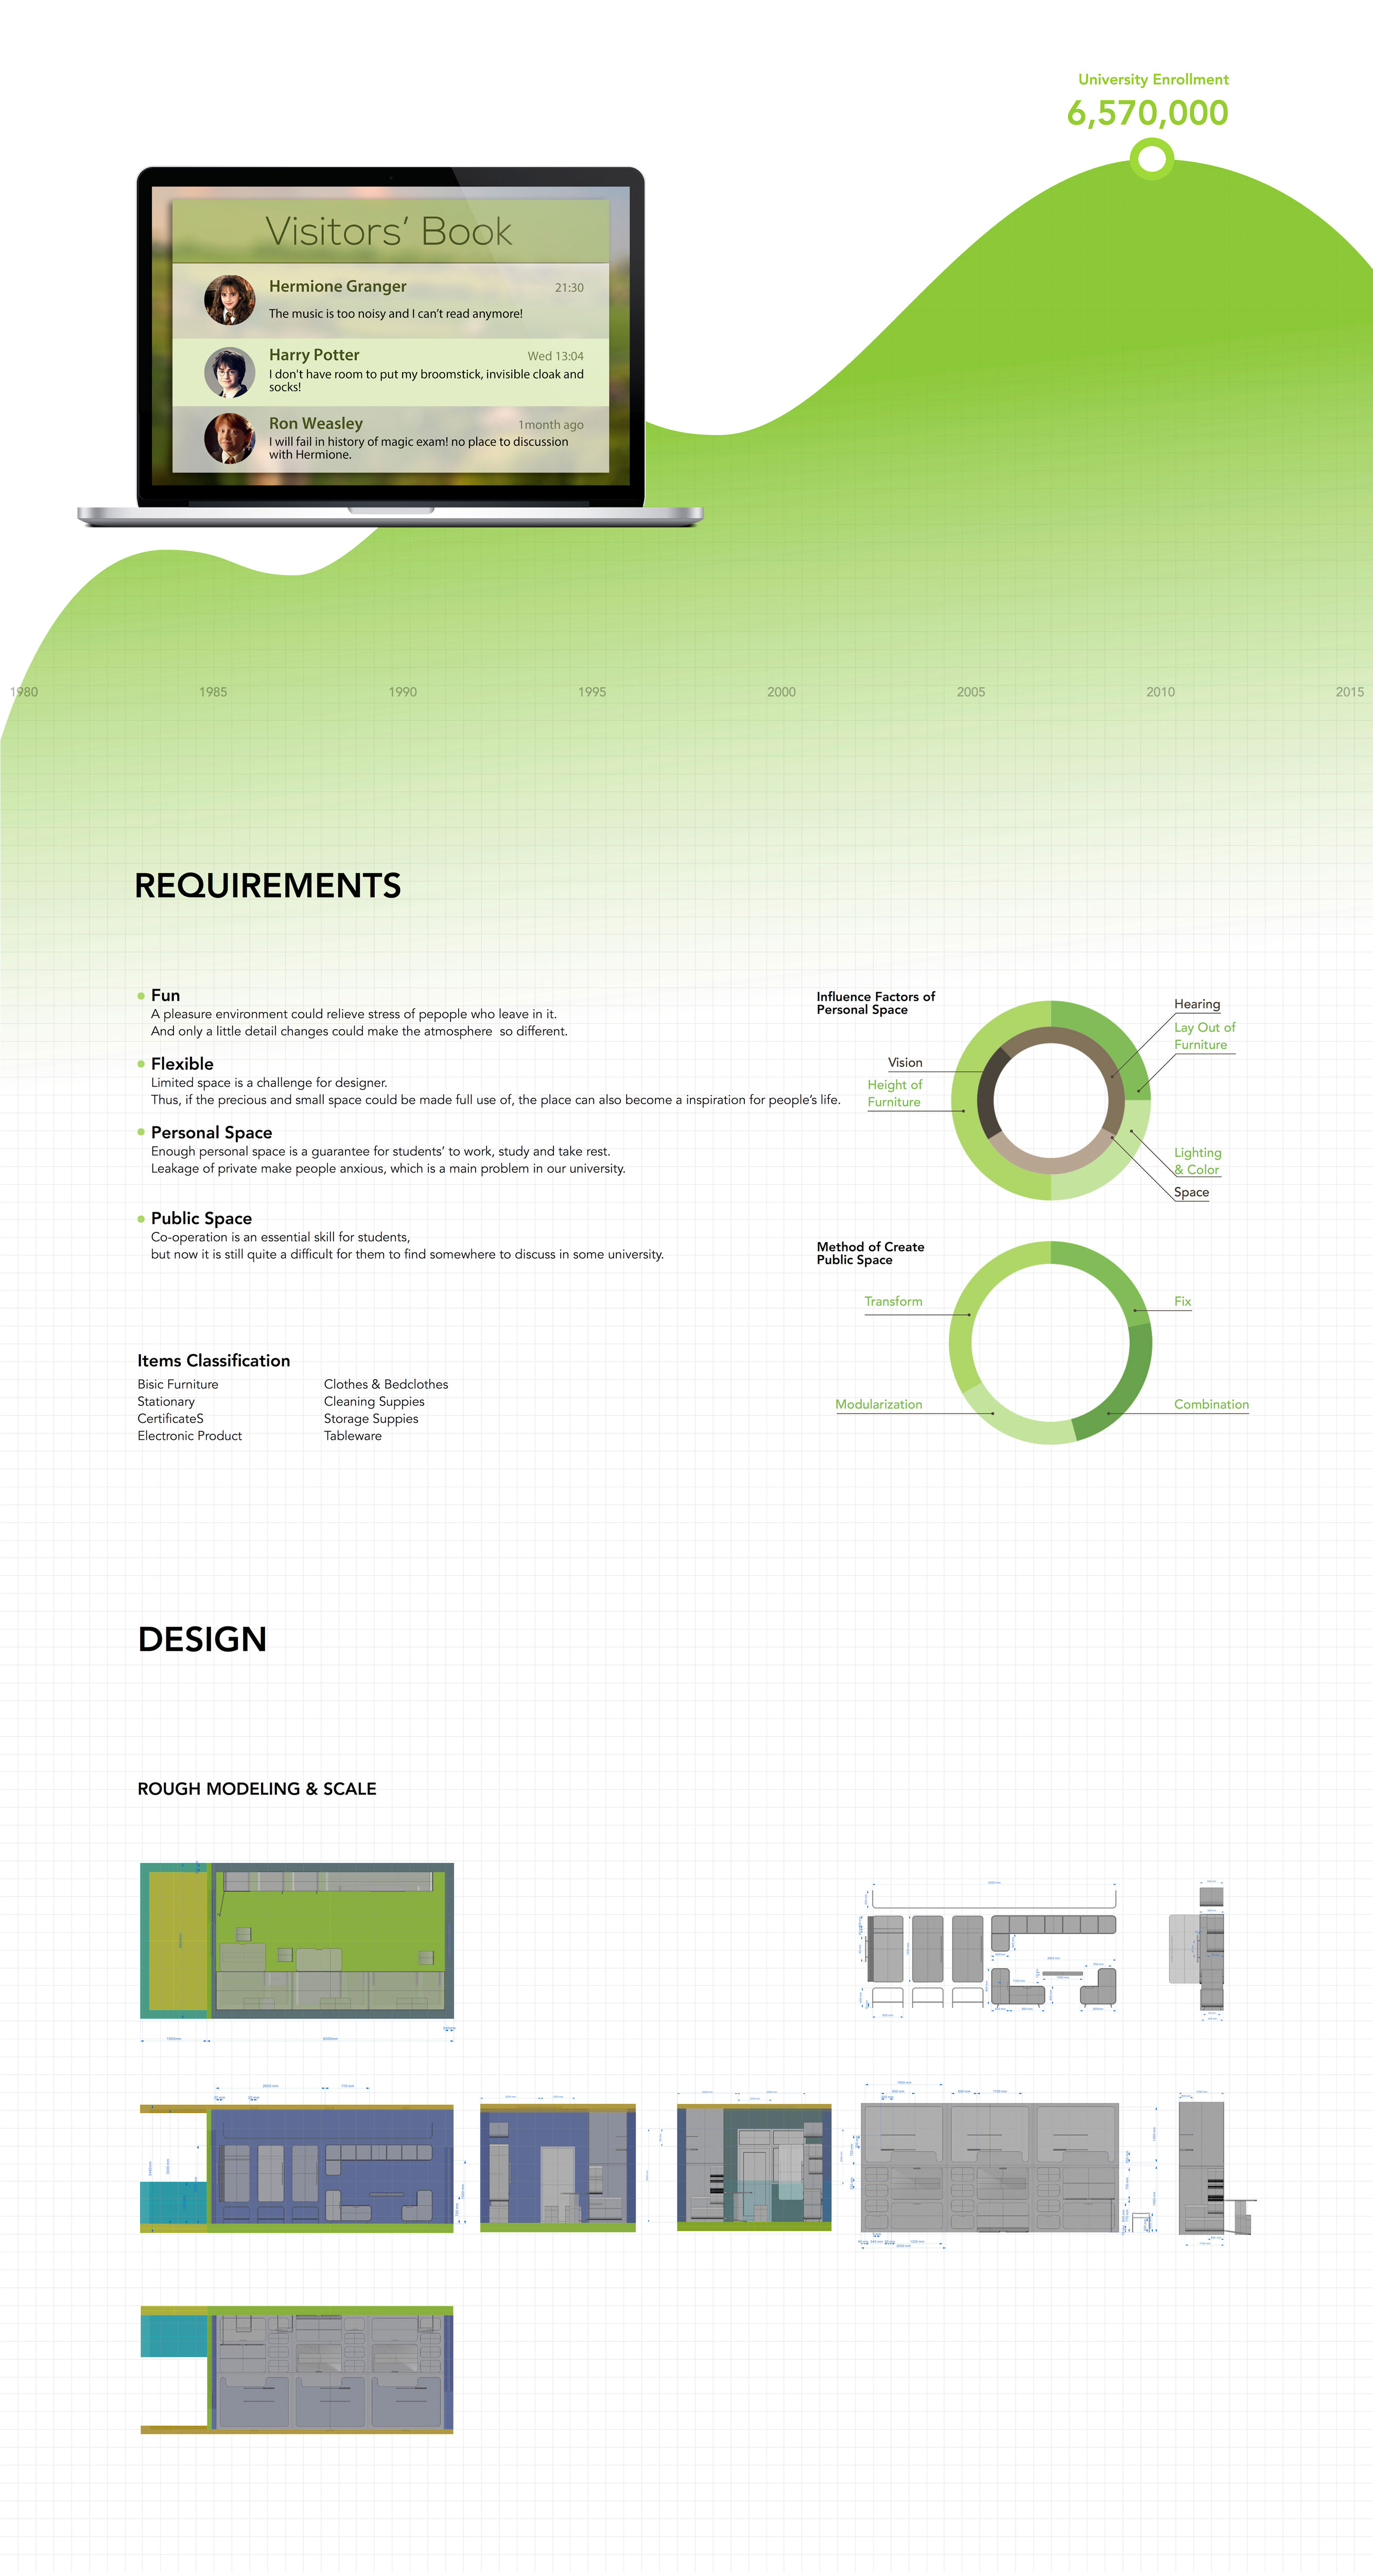 University Enrollment
6,570,000
Visitors' Book
Hermione Granger 21:30
The music is too noisy and I can't read anymore!
Harry Potter Wed 13:04
I don't have room to put my broomstick, invisible cloak and
socks!
Ron Weasley 1month ago
I will fail in history of magic exam! no place to discussion
with Hermione.
1980 1985 1990 1995 2000 2005 2010 2015
REQUIREMENTS
Fun
A pleasure environment could relieve stress of pepople who leave in it.
And only a little detail changes could make the atmosphere so different.
Flexible
Limited space is a challenge for designer.
Thus, if the precious and small space could be made full use of, the place can also become a inspiration for people's life.
Personal Space
Enough personal space is a guarantee for students' to work, study and take rest.
Leakage of private make people anxious, which is a main problem in our university.
Public Space
Co-operation is an essential skill for students,
but now it is still quite a difficult for them to find somewhere to discuss in some university.
Influence Factors of
Personal Space
Hearing
Lay Out of
Furniture
Vision
Height of
Furniture
Lighting
& Color
Space
Method of Create
Public Space
Transform
Fix
Modularization
Combination
Items Classification
Bisic Furniture Clothes & Bedclothes
Stationary Cleaning Suppies
CertificateS Storage Suppies
Electronic Product Tableware
DESIGN
ROUGH MODELING & SCALE